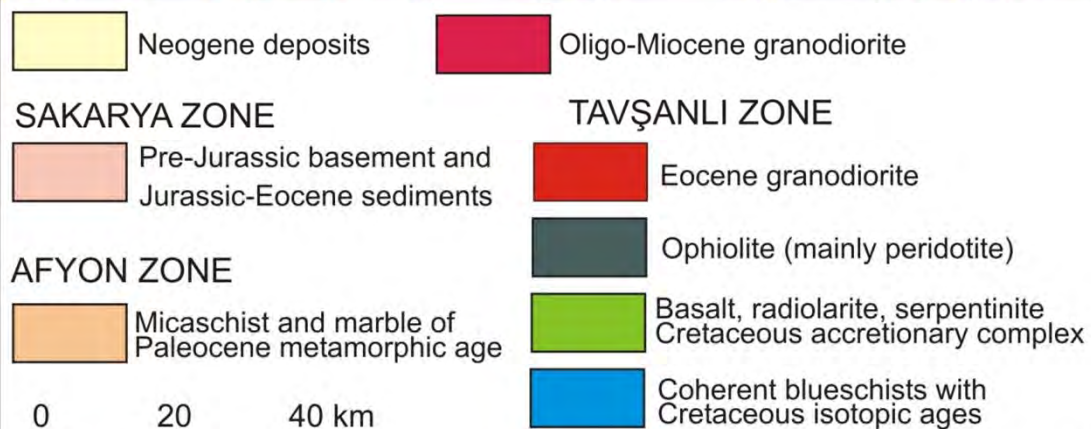 Neogene deposits
Oligo-Miocene granodiorite
SAKARYA ZONE
Pre-Jurassic basement and
Jurassic-Eocene sediments
AFYON ZONE
Micaschist and marble of
Paleocene metamorphic age
0 20 40 km
TAVŞANLI ZONE
Eocene granodiorite
Ophiolite (mainly peridotite)
Basalt, radiolarite, serpentinite
Cretaceous accretionary complex
Coherent blueschists with
Cretaceous isotopic ages